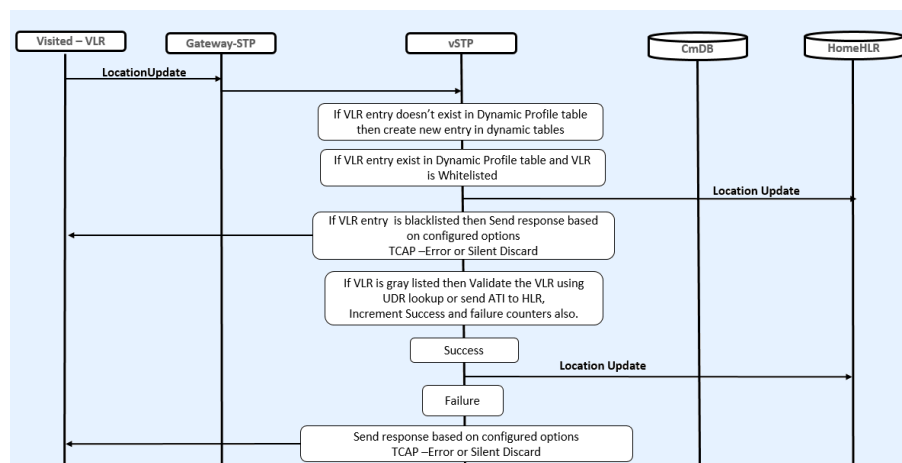 Visited – VLR
Gateway-STP
vSTP
CmDB
HomeHLR
LocationUpdate
If VLR entry doesn't exist in Dynamic Profile table
then create new entry in dynamic tables
If VLR entry exist in Dynamic Profile table and VLR
is Whitelisted
Location Update
If VLR entry is blacklisted then Send response based
on configured options
TCAP –Error or Silent Discard
If VLR is gray listed then Validate the VLR using
UDR lookup or send ATI to HLR,
Increment Success and failure counters also.
Success
Location Update
Failure
Send response based on configured options
TCAP –Error or Silent Discard